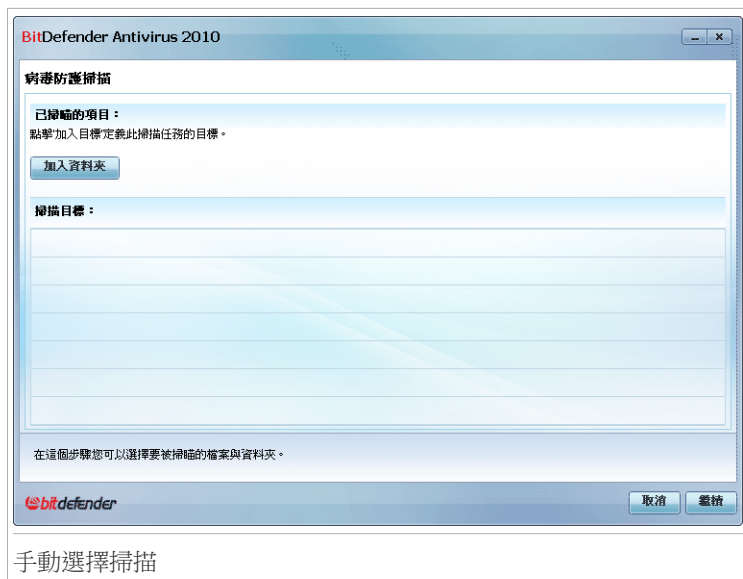 BitDefender Antivirus 2010
病毒防護掃描
已掃瞄的項目：
點擊'加入目標'定義此掃描任務的目標。
加入資料夾
掃描目標：
在這個步驟您可以選擇要被掃瞄的檔案與資料夾。
bitdefender
取消
繼續
手動選擇掃描